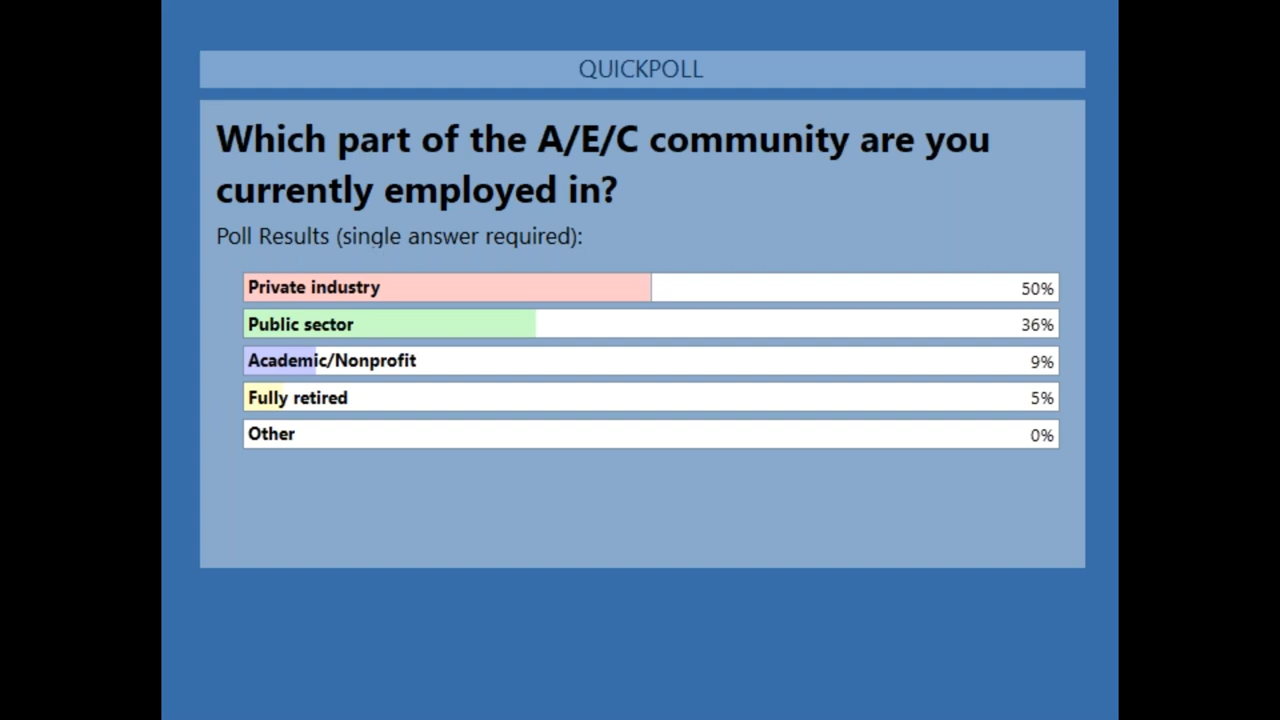 QUICKPOLL
Which part of the A/E/C community are you
currently employed in?
Poll Results (single answer required):
Private industry 50%
Public sector 36%
Academic/Nonprofit 9%
Fully retired 5%
Other 0%